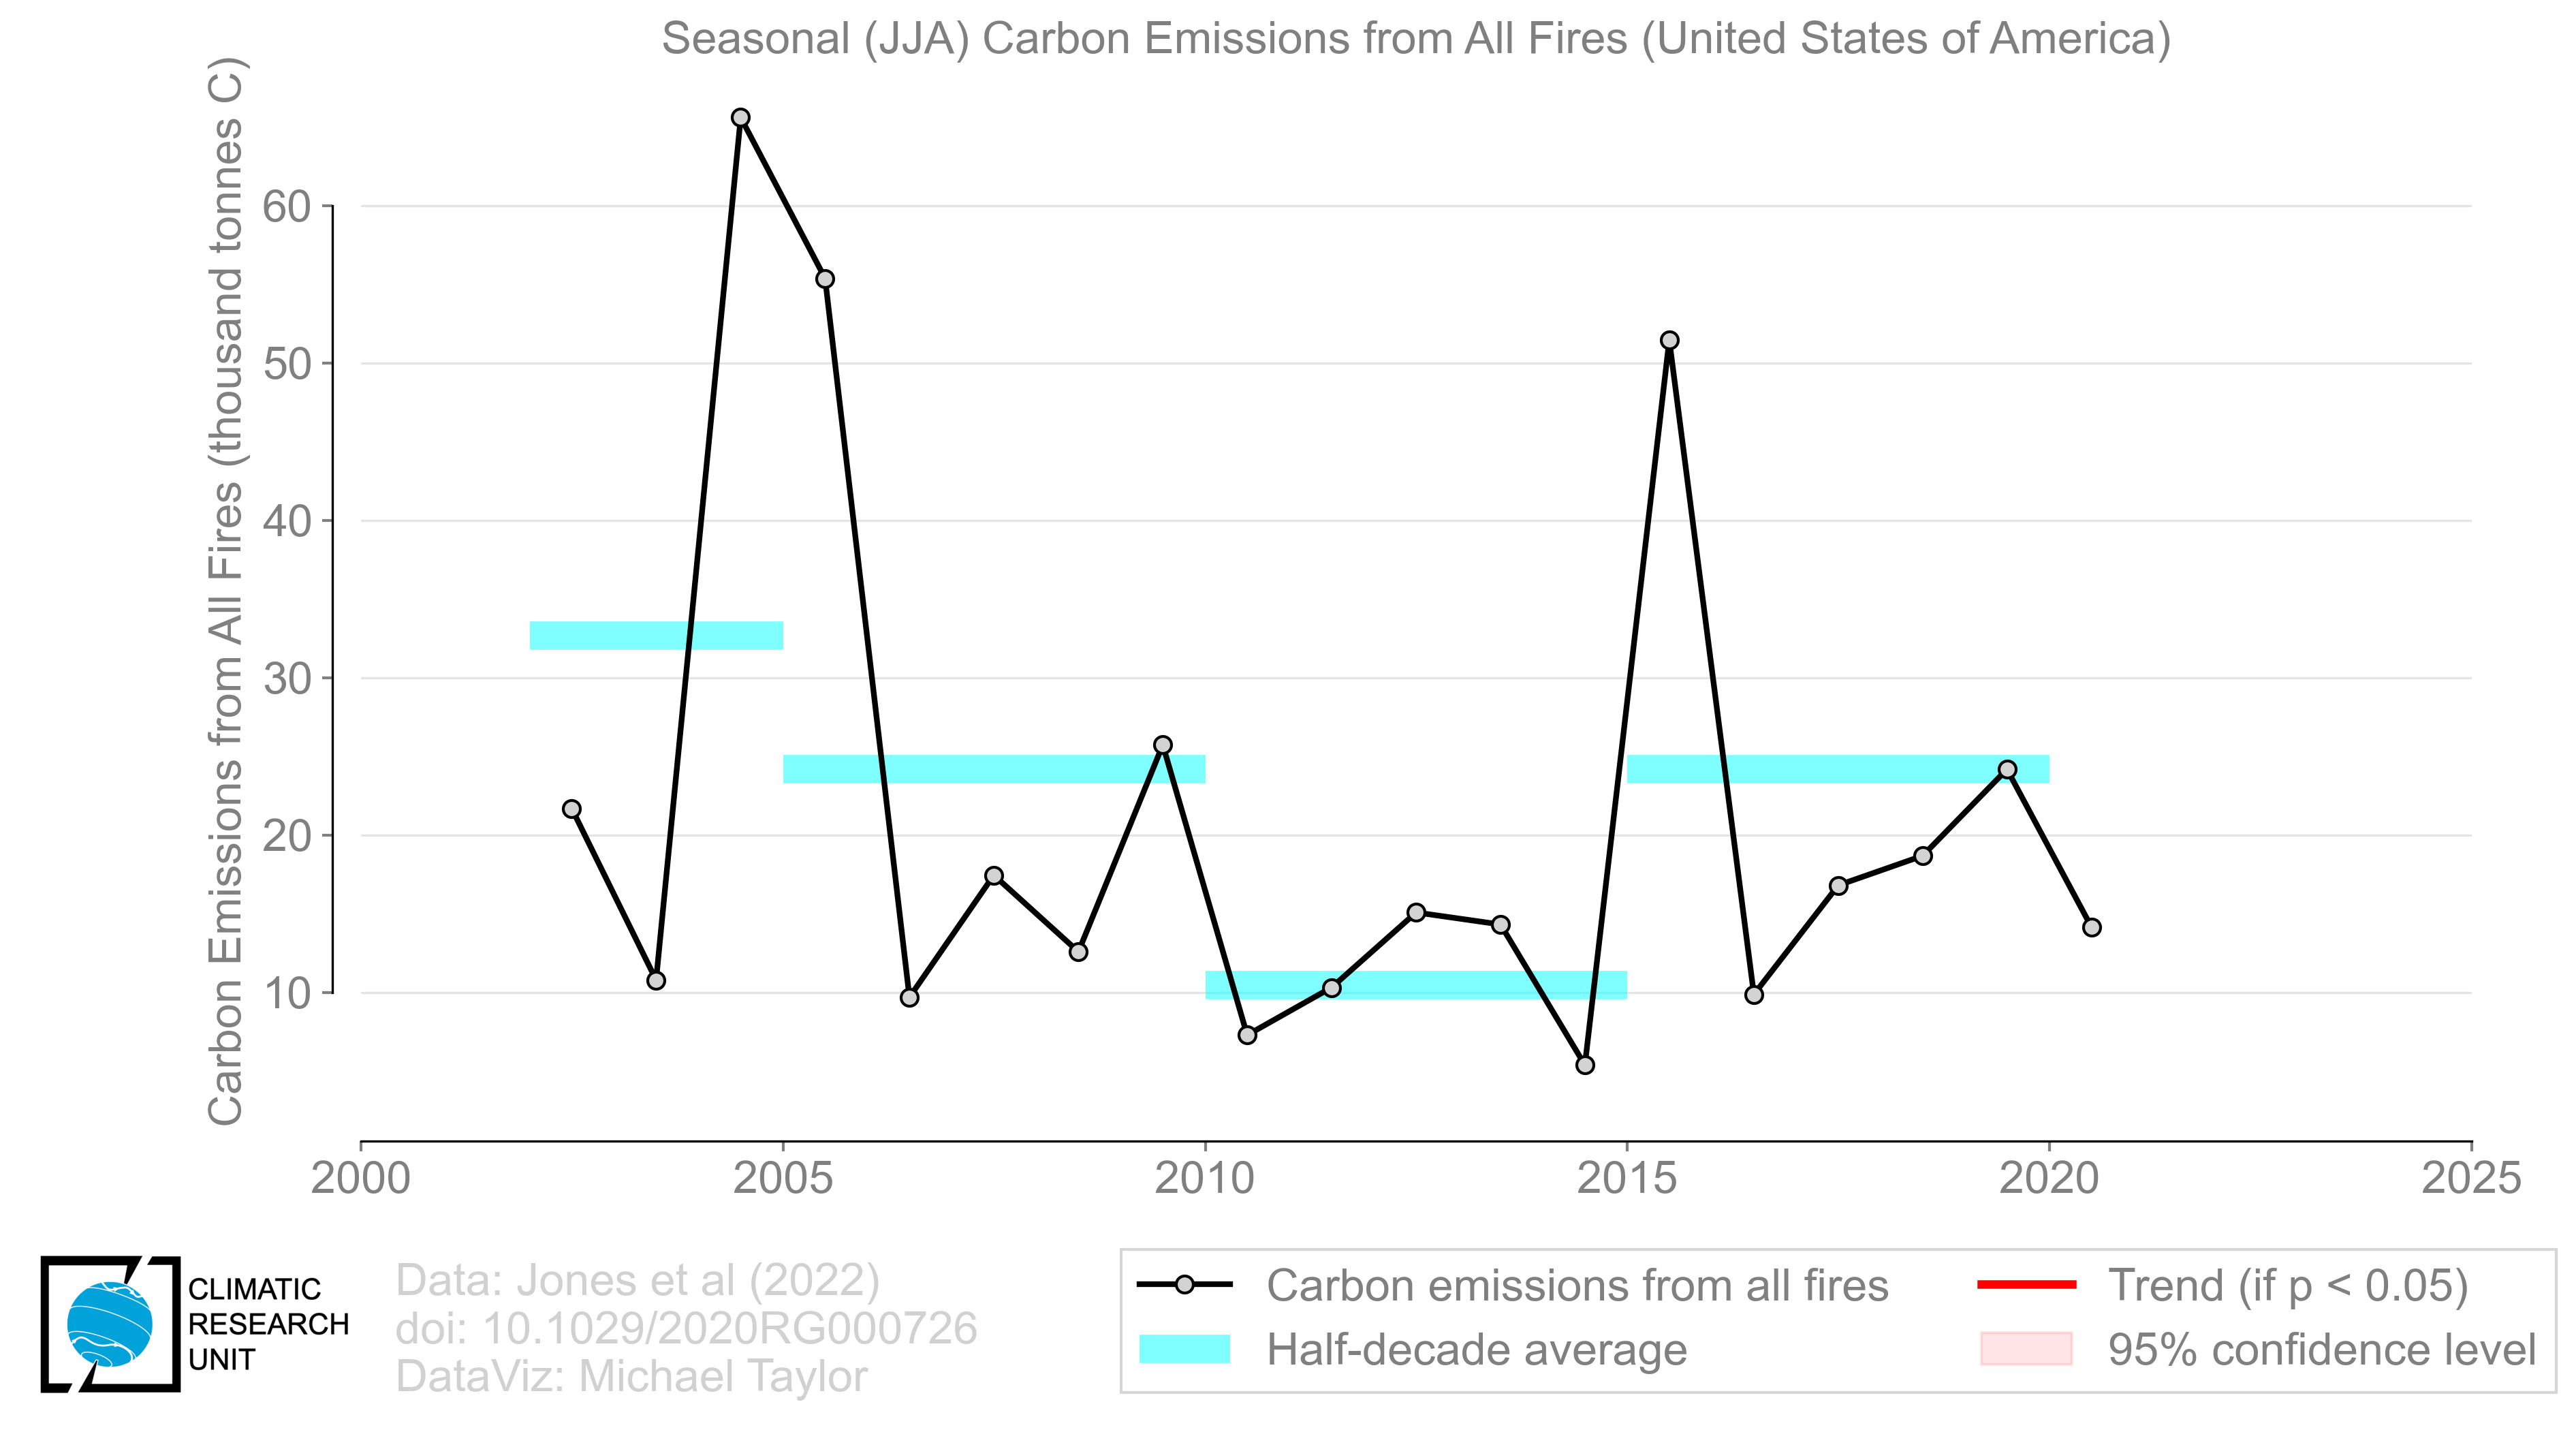 Seasonal (JJA) Carbon Emissions from All Fires (United States of America)
Carbon Emissions from All Fires (thousand tonnes C)
60
50
40
30
20
10
2000 2005 2010 2015 2020 2025
CLIMATIC
RESEARCH
UNIT
Data: Jones et al (2022)
doi: 10.1029/2020RG000726
DataViz: Michael Taylor
Carbon emissions from all fires
Half-decade average
Trend (if p < 0.05)
95% confidence level